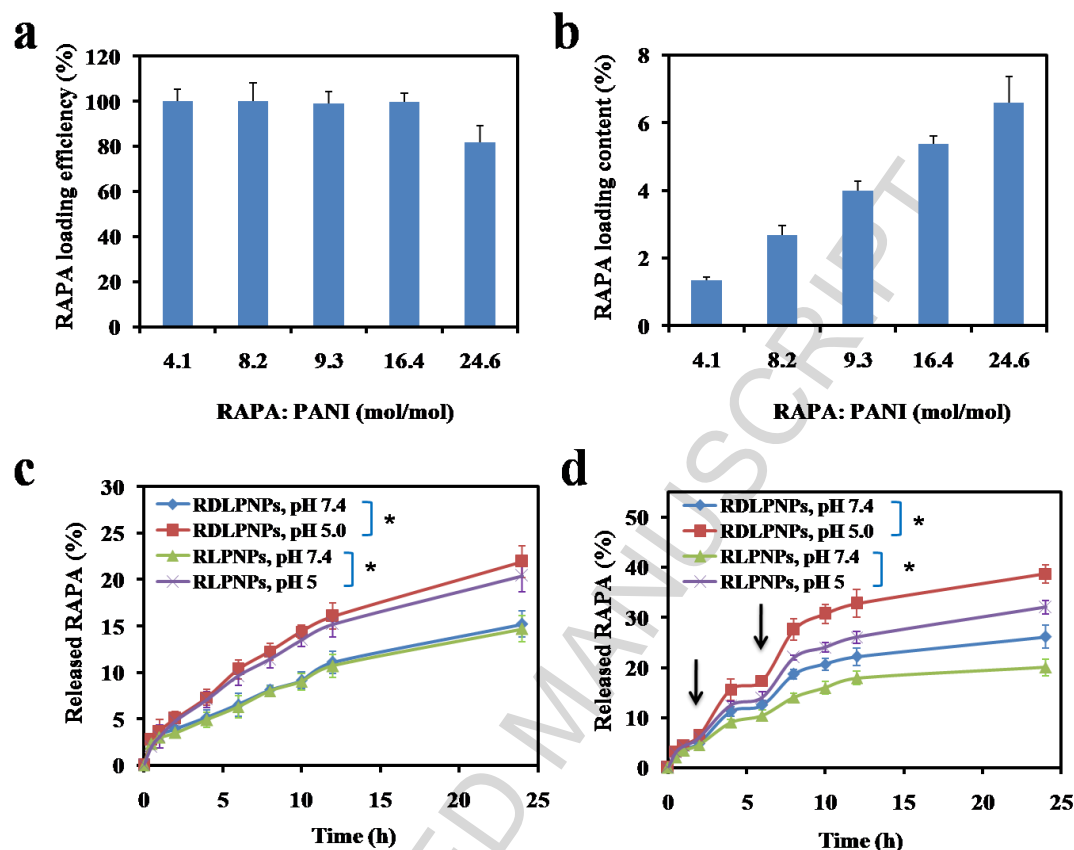 a
RAPA loading efficiency (%)
120
100
80
60
40
20
0
4.1 8.2 9.3 16.4 24.6
RAPA: PANI (mol/mol)
b
RAPA loading content (%)
8
6
4
2
0
4.1 8.2 9.3 16.4 24.6
RAPA: PANI (mol/mol)
c
Released RAPA (%)
30
25
20
15
10
5
0
RDLPNPs, pH 7.4
RDLPNPs, pH 5.0
*
RLPNPs, pH 7.4
RLPNPs, pH 5
*
0 5 10 15 20 25
Time (h)
d
Released RAPA (%)
50
40
30
20
10
0
RDLPNPs, pH 7.4
RDLPNPs, pH 5.0
*
RLPNPs, pH 7.4
RLPNPs, pH 5
*
0 5 10 15 20 25
Time (h)
ED MANUSCRIPT